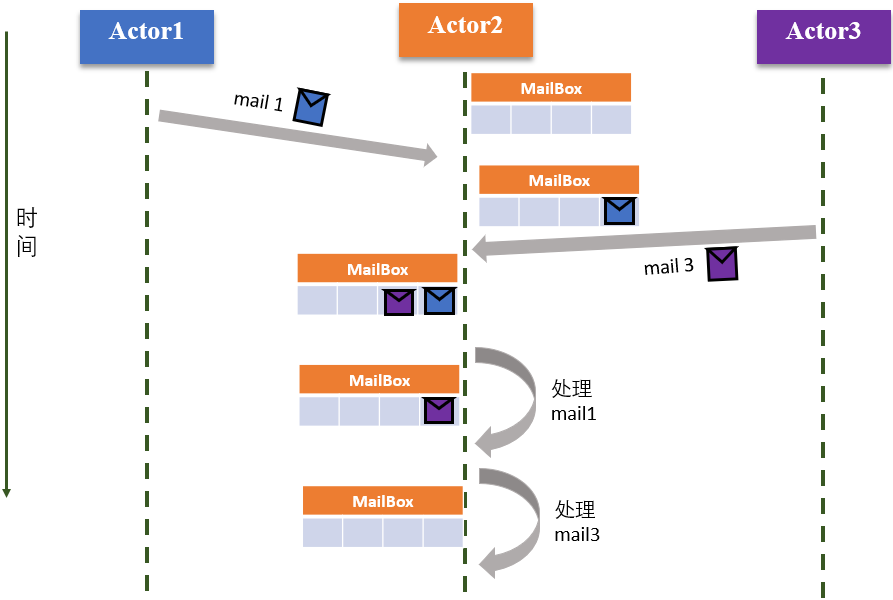 Actor1
Actor2
Actor3
MailBox
mail 1
MailBox
时
间
mail 3
MailBox
MailBox
处理
mail1
MailBox
处理
mail3